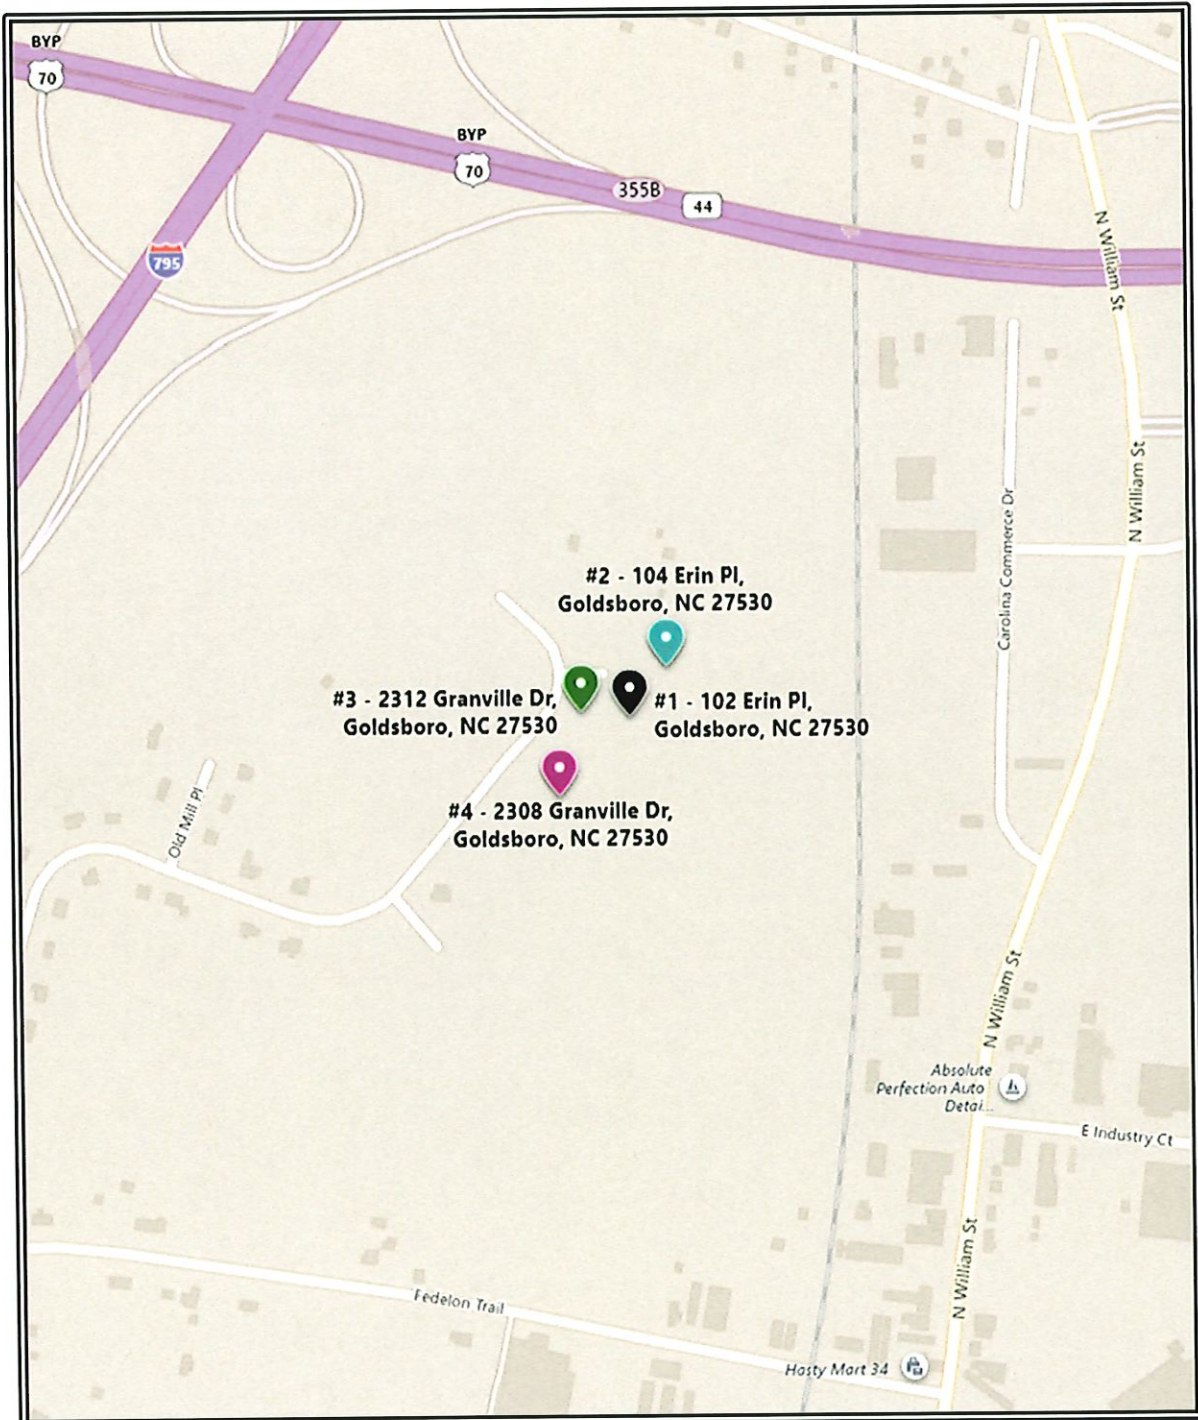 BYP
70
BYP
70
355B
44
795
N William St
N William St
Carolina Commerce Dr
#2 - 104 Erin Pl,
Goldsboro, NC 27530
#3 - 2312 Granville Dr,
Goldsboro, NC 27530
#1 - 102 Erin Pl,
Goldsboro, NC 27530
#4 - 2308 Granville Dr,
Goldsboro, NC 27530
Old Mill Pl
N William St
Absolute
Perfection Auto
Detai...
E Industry Ct
N William St
Fedelon Trail
Hasty Mart 34